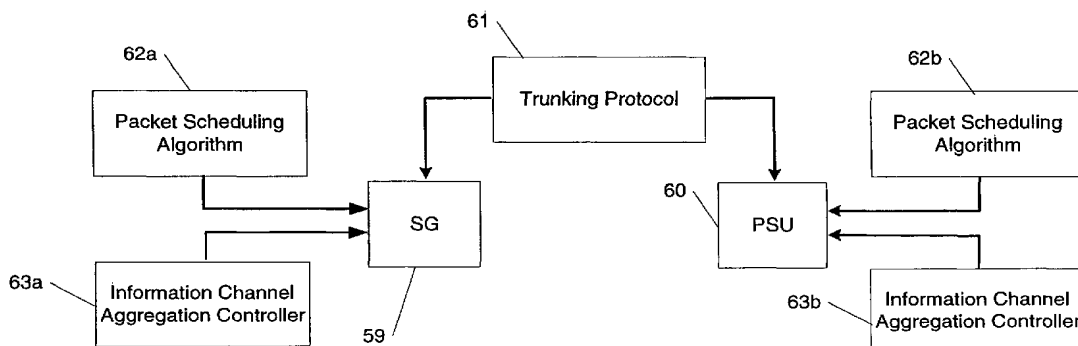 61
62a
62b
Trunking Protocol
Packet Scheduling
Algorithm
Packet Scheduling
Algorithm
60
SG
PSU
63a
Information Channel
Aggregation Controller
59
63b
Information Channel
Aggregation Controller